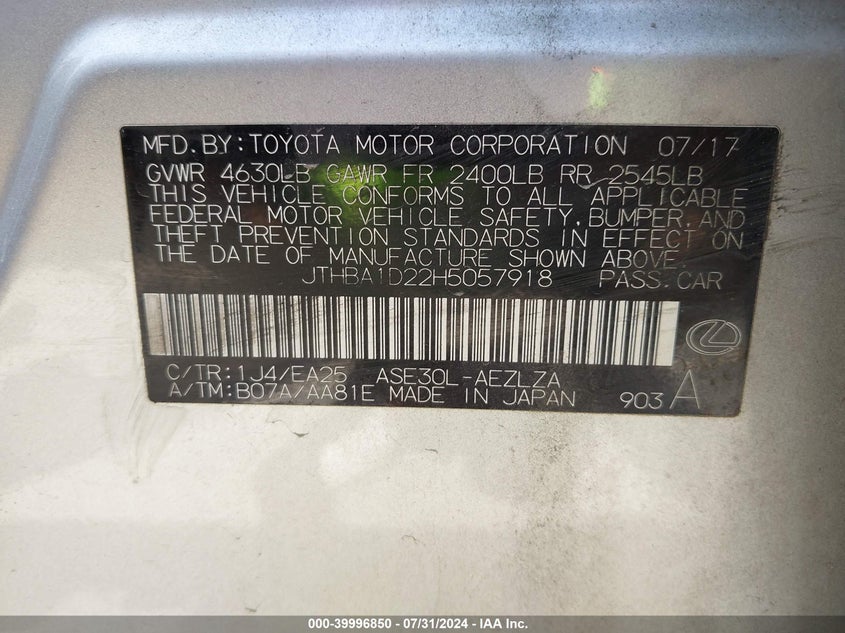 MFD. BY: TOYOTA MOTOR CORPORATION 07/17
GVWR 4630LB GAWR FR 2400LB RR 2545LB
THIS VEHICLE CONFORMS TO ALL APPLICABLE
FEDERAL MOTOR VEHICLE SAFETY, BUMPER, AND
THEFT PREVENTION STANDARDS IN EFFECT ON
THE DATE OF MANUFACTURE SHOWN ABOVE.
JTHBA1D22H5057918 PASS. CAR
C/TR: 1J4/EA25 ASE30L-AEZLZA
A/TM: B07A/AA81E MADE IN JAPAN 903 A
000-39996850 - 07/31/2024 - IAA Inc.